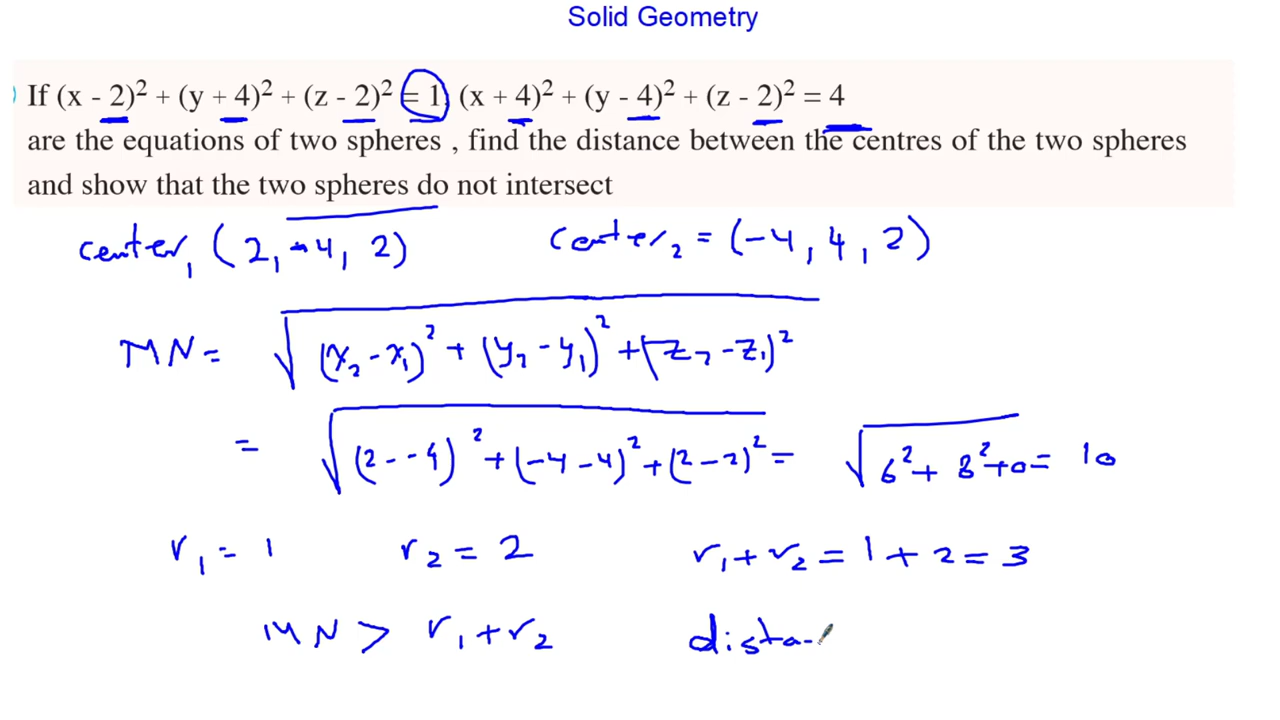 Solid Geometry
) If (x - 2)² + (y + 4)² + (z - 2)² = 1, (x + 4)² + (y - 4)² + (z - 2)² = 4
are the equations of two spheres , find the distance between the centres of the two spheres
and show that the two spheres do not intersect
center₁ (2, -4, 2) center₂ = (-4, 4, 2)
MN = √((x₂ - x₁)² + (y₂ - y₁)² + (z₂ - z₁)²)
= √((2 - -4)² + (-4 - 4)² + (2 - 2)²) = √(6² + 8² + 0) = 10
r₁ = 1 r₂ = 2 r₁ + r₂ = 1 + 2 = 3
MN > r₁ + r₂ dista